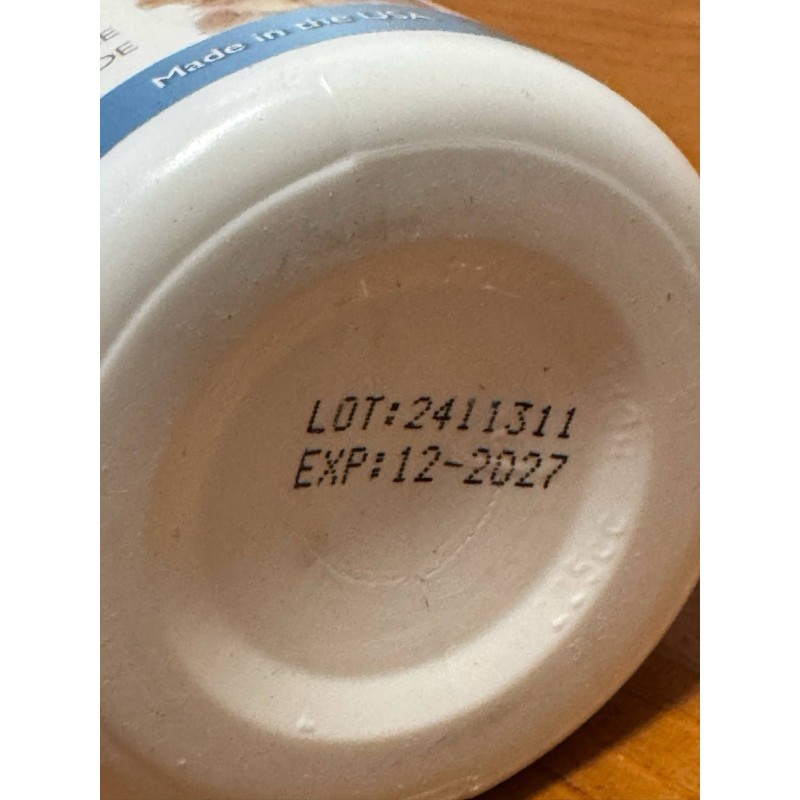 Made in the USA
LOT:2411311
EXP:12-2027